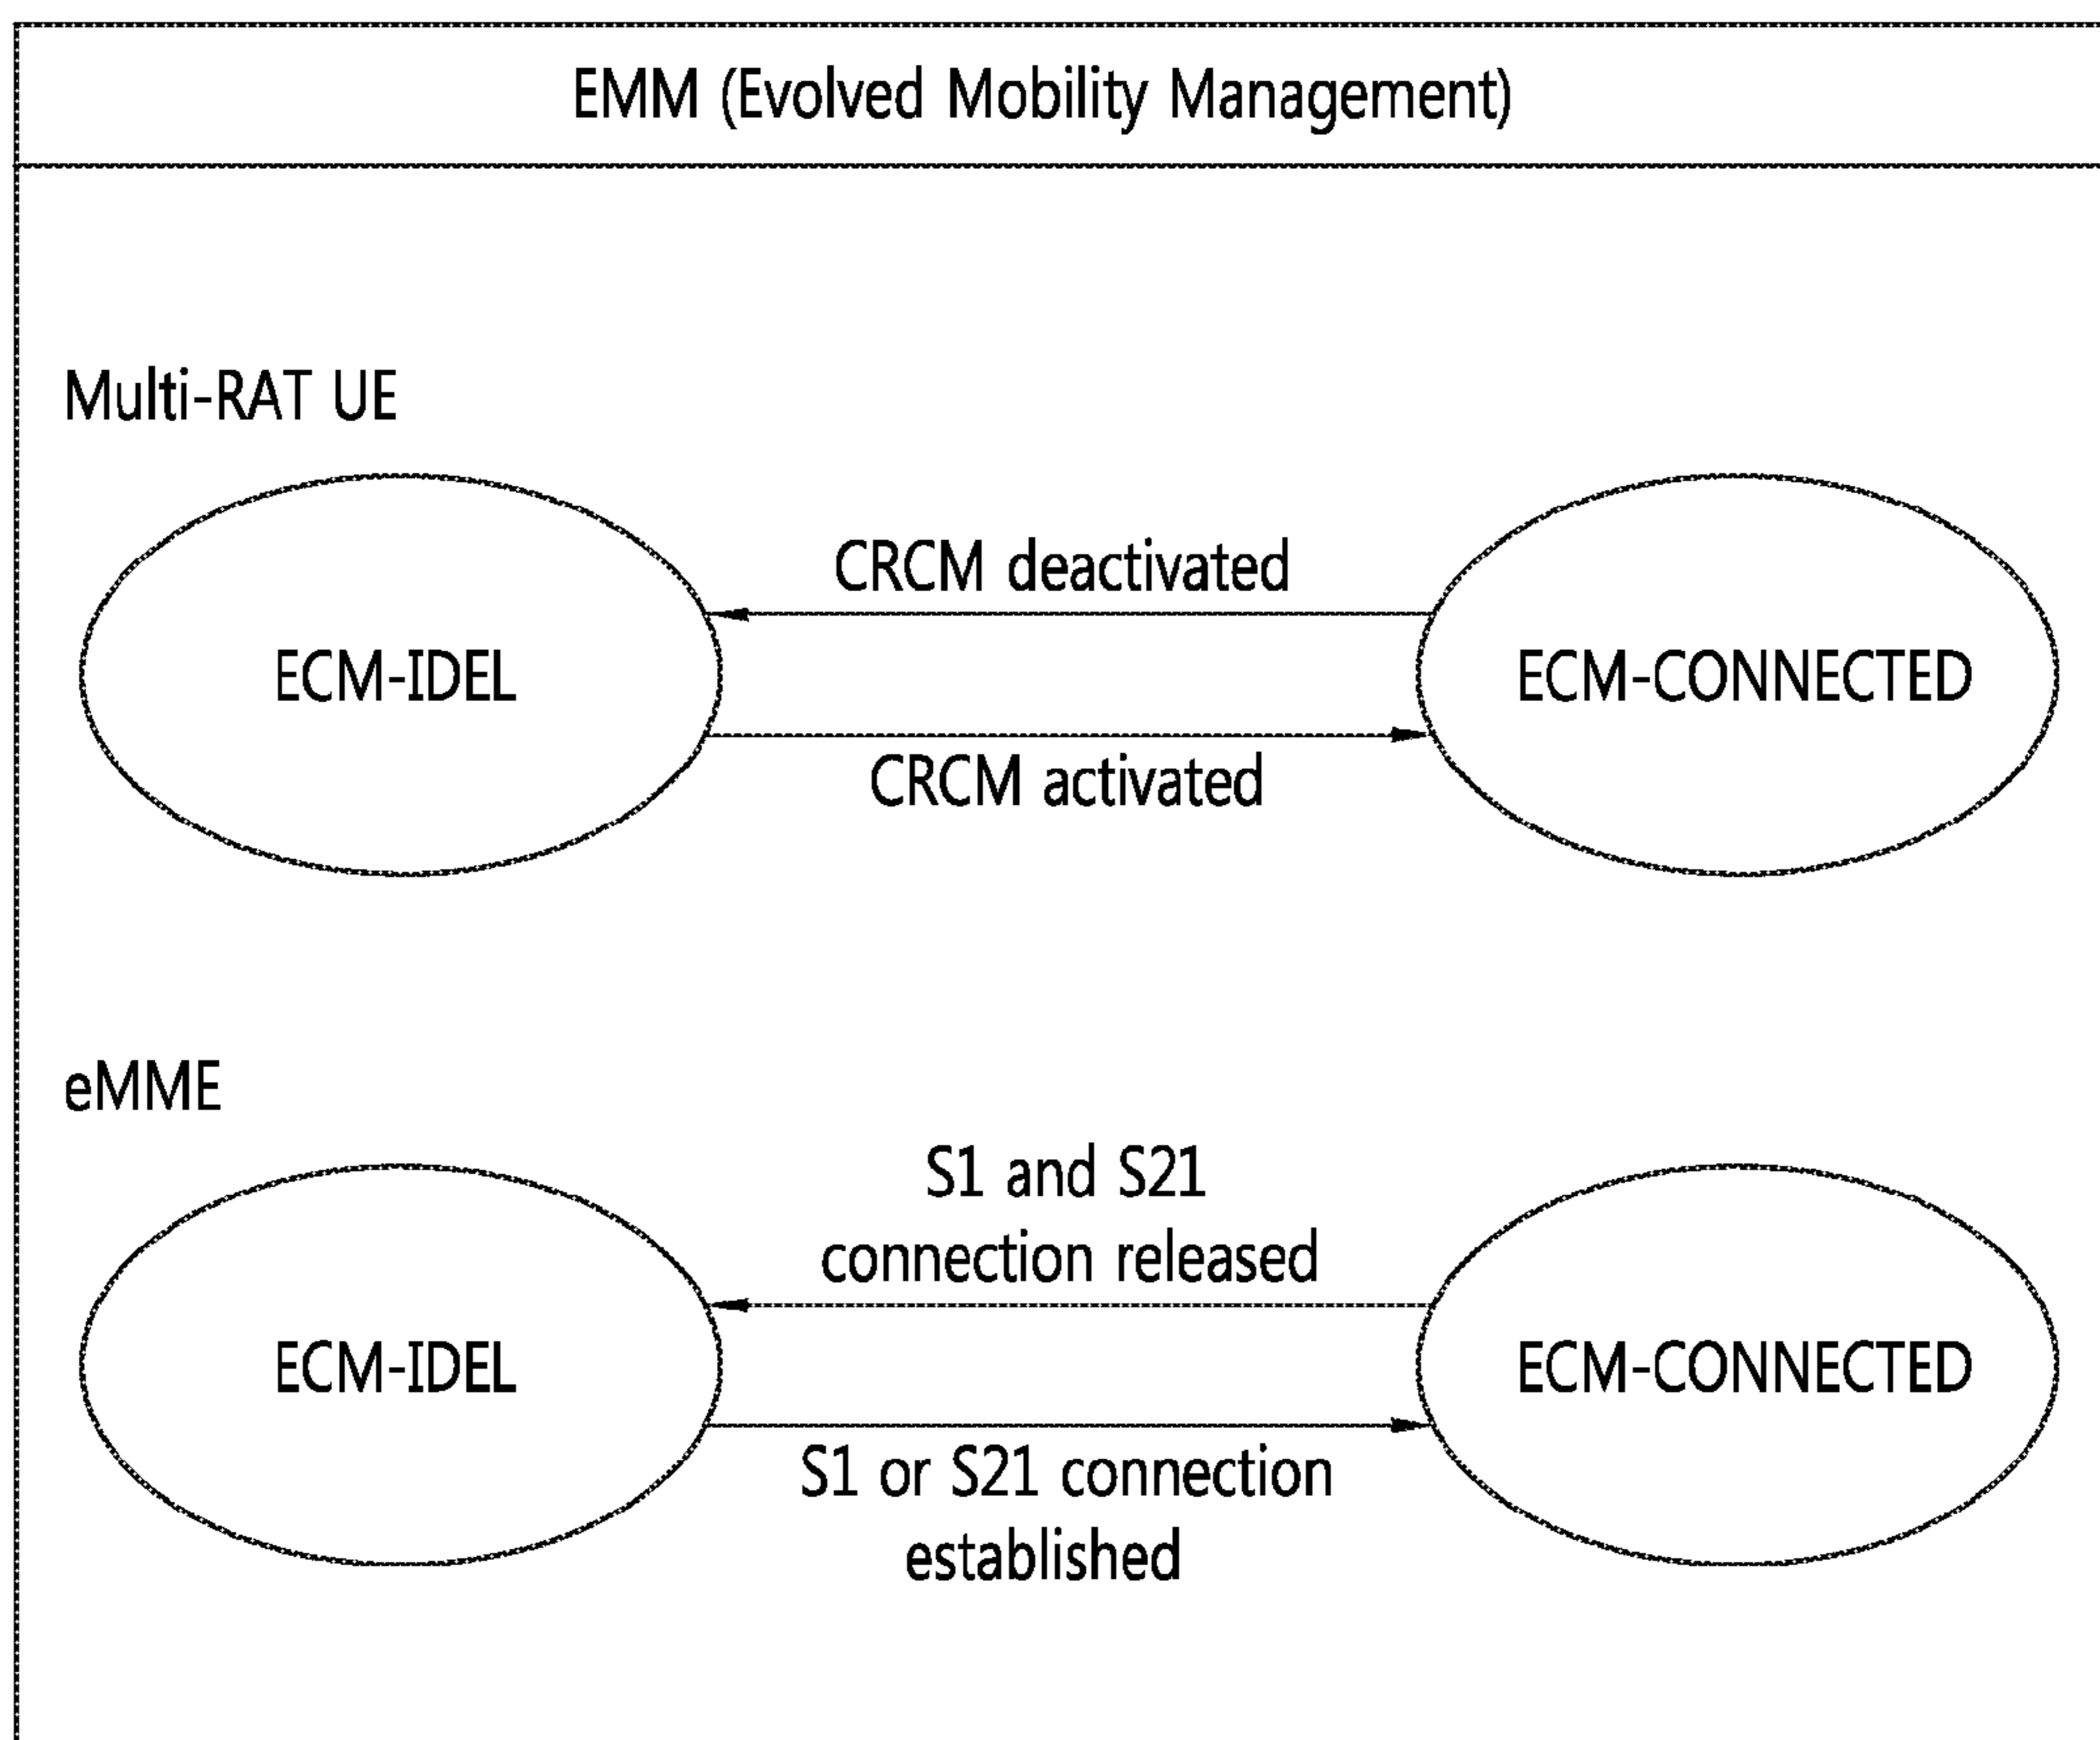 EMM (Evolved Mobility Management)
Multi-RAT UE
CRCM deactivated
ECM-IDEL
ECM-CONNECTED
CRCM activated
eMME
S1 and S21
connection released
ECM-IDEL
ECM-CONNECTED
S1 or S21 connection
established